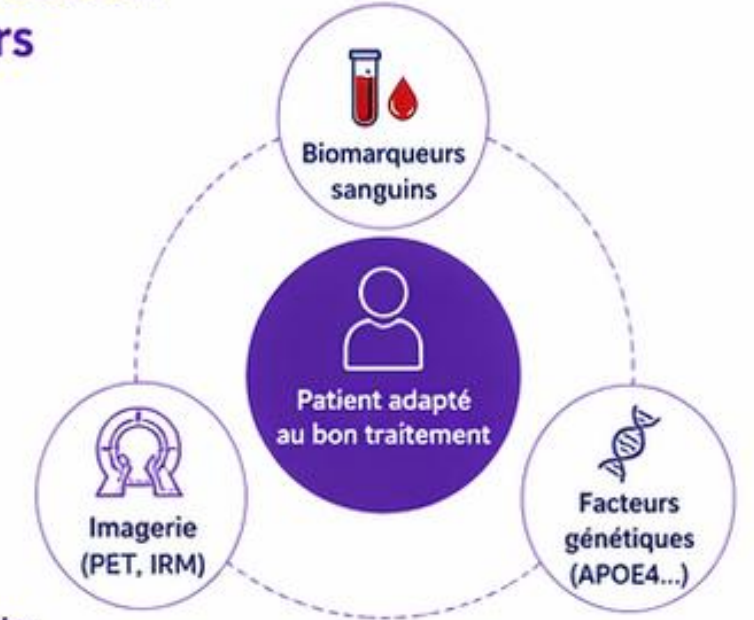 rs
Biomarqueurs
sanguins
Patient adapté
au bon traitement
Imagerie
(PET, IRM)
Facteurs
génétiques
(APOE4...)